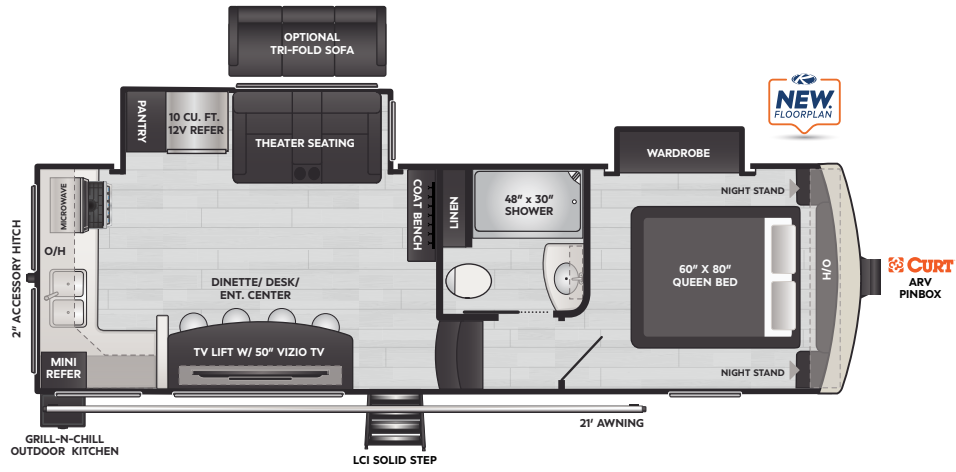 OPTIONAL
TRI-FOLD SOFA
K
NEW.
FLOORPLAN
PANTRY
10 CU. FT.
12V REFER
THEATER SEATING
WARDROBE
MICROWAVE
COAT BENCH
LINEN
48" x 30"
SHOWER
NIGHT STAND
2" ACCESSSORY HITCH
O/H
O/H
60" X 80"
QUEEN BED
CURT
ARV
PINBOX
DINETTE/ DESK/
ENT. CENTER
TV LIFT W/ 50" VIZIO TV
MINI
REFER
NIGHT STAND
21' AWNING
GRILL-N-CHILL
OUTDOOR KITCHEN
LCI SOLID STEP